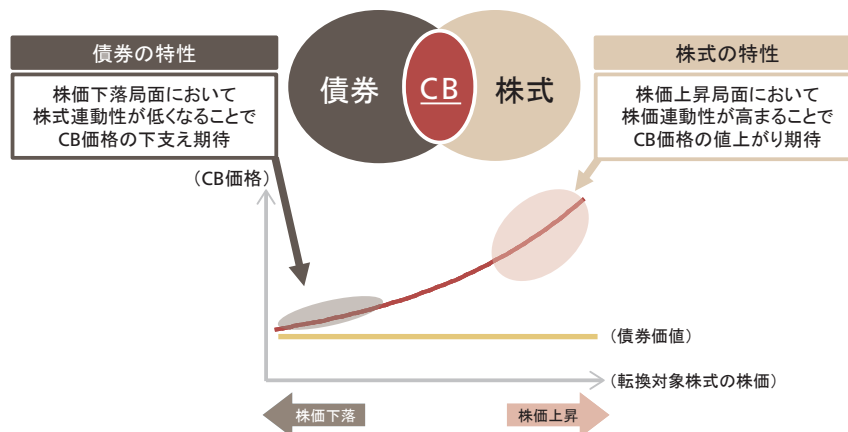 債券の特性
株価下落局面において
株式連動性が低くなることで
CB価格の下支え期待
債券
CB
株式
株式の特性
株価上昇局面において
株価連動性が高まることで
CB価格の値上がり期待
（CB価格）
（債券価値）
（転換対象株式の株価）
株価下落
株価上昇